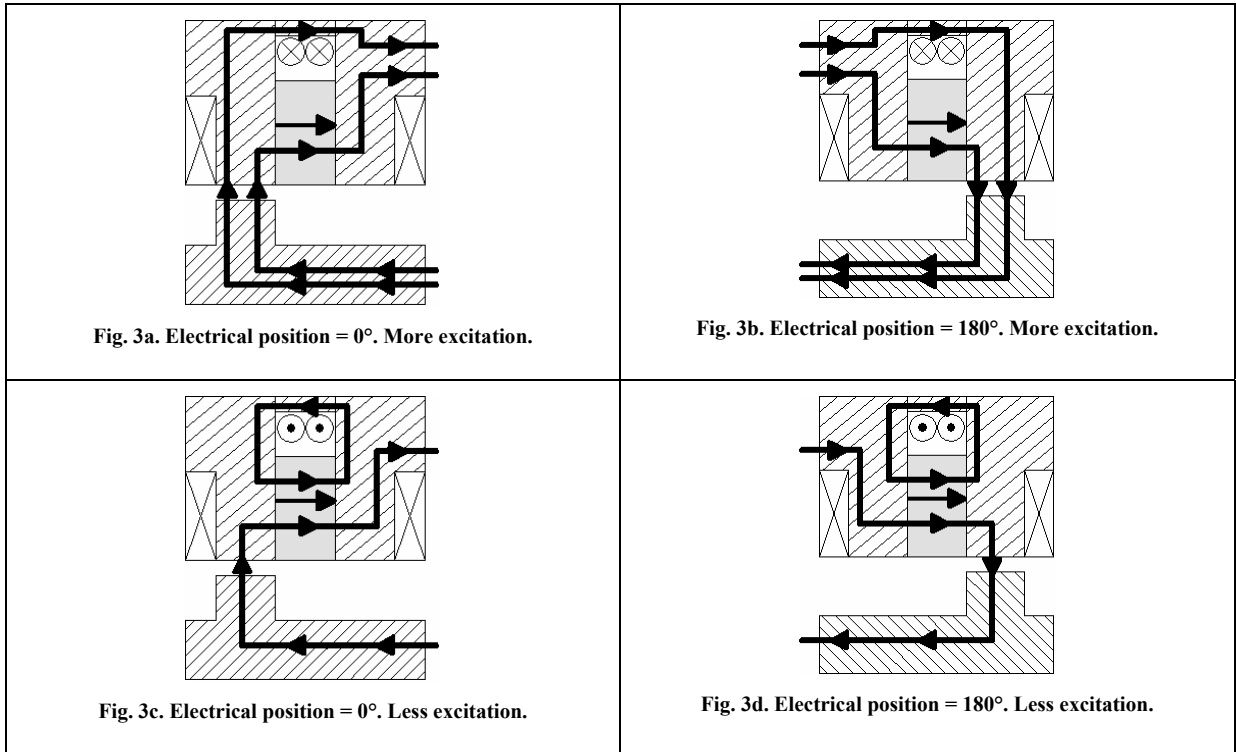 Fig. 3a. Electrical position = 0°. More excitation.
Fig. 3b. Electrical position = 180°. More excitation.
Fig. 3c. Electrical position = 0°. Less excitation.
Fig. 3d. Electrical position = 180°. Less excitation.